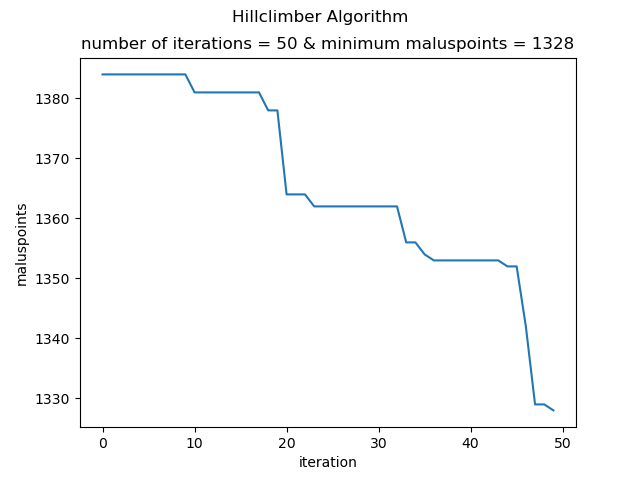 Hillclimber Algorithm
number of iterations = 50 & minimum maluspoints = 1328
1380
1370
1360
1350
1340
1330
maluspoints
0 10 20 30 40 50
iteration